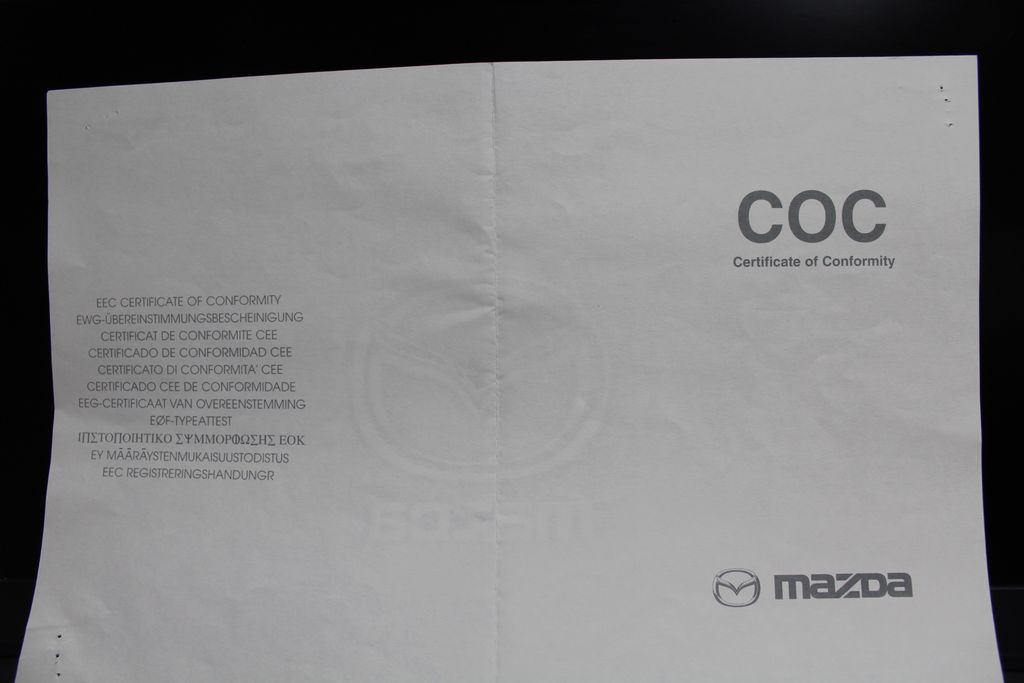 EEC CERTIFICATE OF CONFORMITY
EWG-ÜBEREINSTIMMUNGSBESCHEINIGUNG
CERTIFICAT DE CONFORMITE CEE
CERTIFICADO DE CONFORMIDAD CEE
CERTIFICATO DI CONFORMITA' CEE
CERTIFICADO CEE DE CONFORMIDADE
EEG-CERTIFICAAT VAN OVEREENSTEMMING
EØF-TYPEATTEST
ΙΠΣΤΟΠΟΙΗΤΙΚΟ ΣΥΜΜΟΡΦΩΣΗΣ ΕΟΚ
EY MÄÄRÄYSTENMUKAISUUSTODISTUS
EEC REGISTRERINGSHANDUNGR
COC
Certificate of Conformity
mazda
mazda